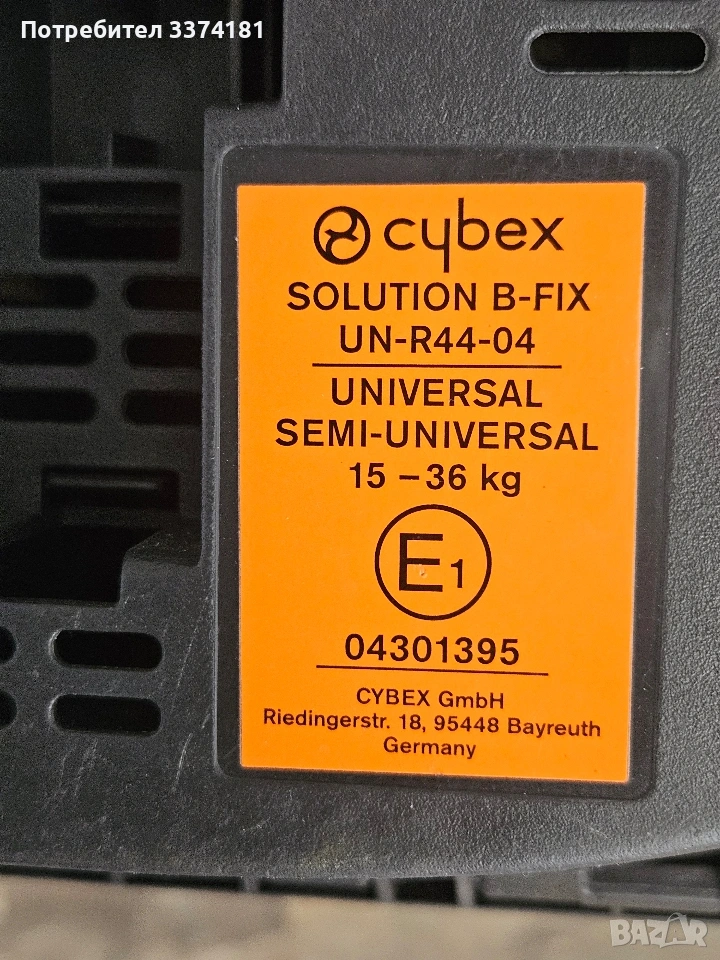 Потребител 3374181
cybex
SOLUTION B-FIX
UN-R44-04
UNIVERSAL
SEMI-UNIVERSAL
15 – 36 kg
E1
04301395
CYBEX GmbH
Riedingerstr. 18, 95448 Bayreuth
Germany
BAZAR